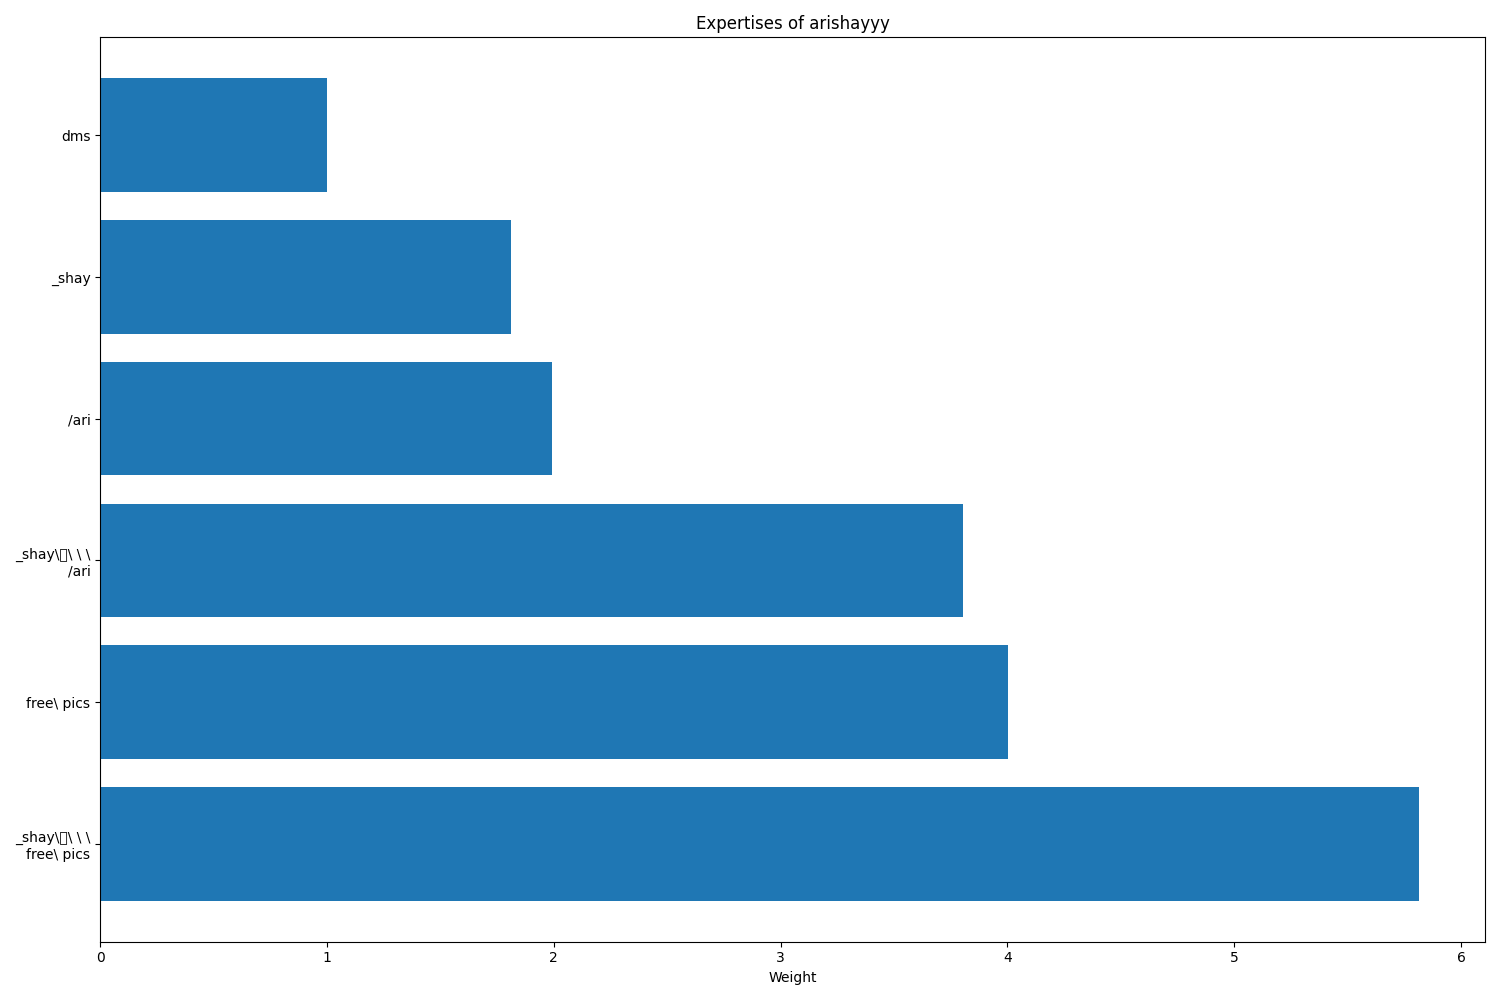 Expertises of arishayyy
dms
_shay
/ari
_shay\▯\ \ \
/ari
free\ pics
_shay\▯\ \ \
free\ pics
0 1 2 3 4 5 6
Weight